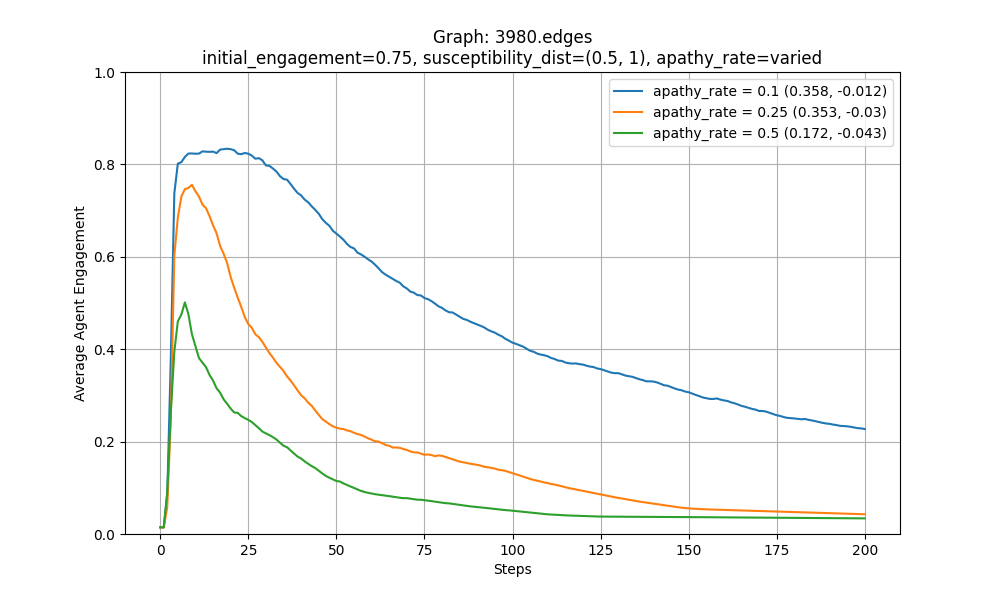 Graph: 3980.edges
initial_engagement=0.75, susceptibility_dist=(0.5, 1), apathy_rate=varied
apathy_rate = 0.1 (0.358, -0.012)
apathy_rate = 0.25 (0.353, -0.03)
apathy_rate = 0.5 (0.172, -0.043)
Average Agent Engagement
1.0
0.8
0.6
0.4
0.2
0.0
0 25 50 75 100 125 150 175 200
Steps